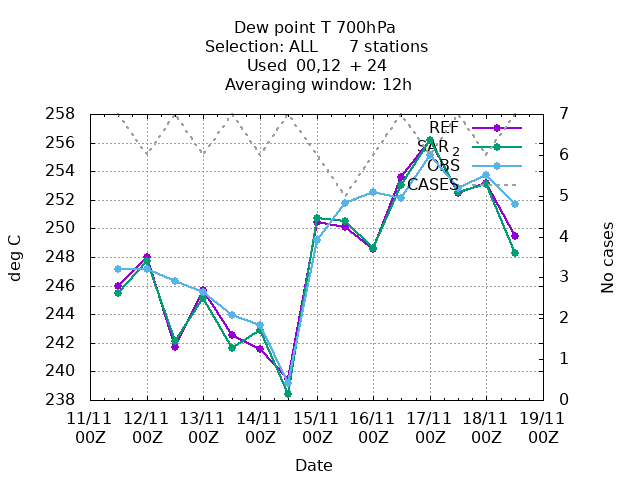 Dew point T 700hPa
Selection: ALL 7 stations
Used 00,12 + 24
Averaging window: 12h
258
256
254
252
250
248
246
244
242
240
238
deg C
7
6
5
4
3
2
1
0
No cases
REF
SAR 2
OBS
CASES
11/11 12/11 13/11 14/11 15/11 16/11 17/11 18/11 19/11
00Z 00Z 00Z 00Z 00Z 00Z 00Z 00Z 00Z
Date